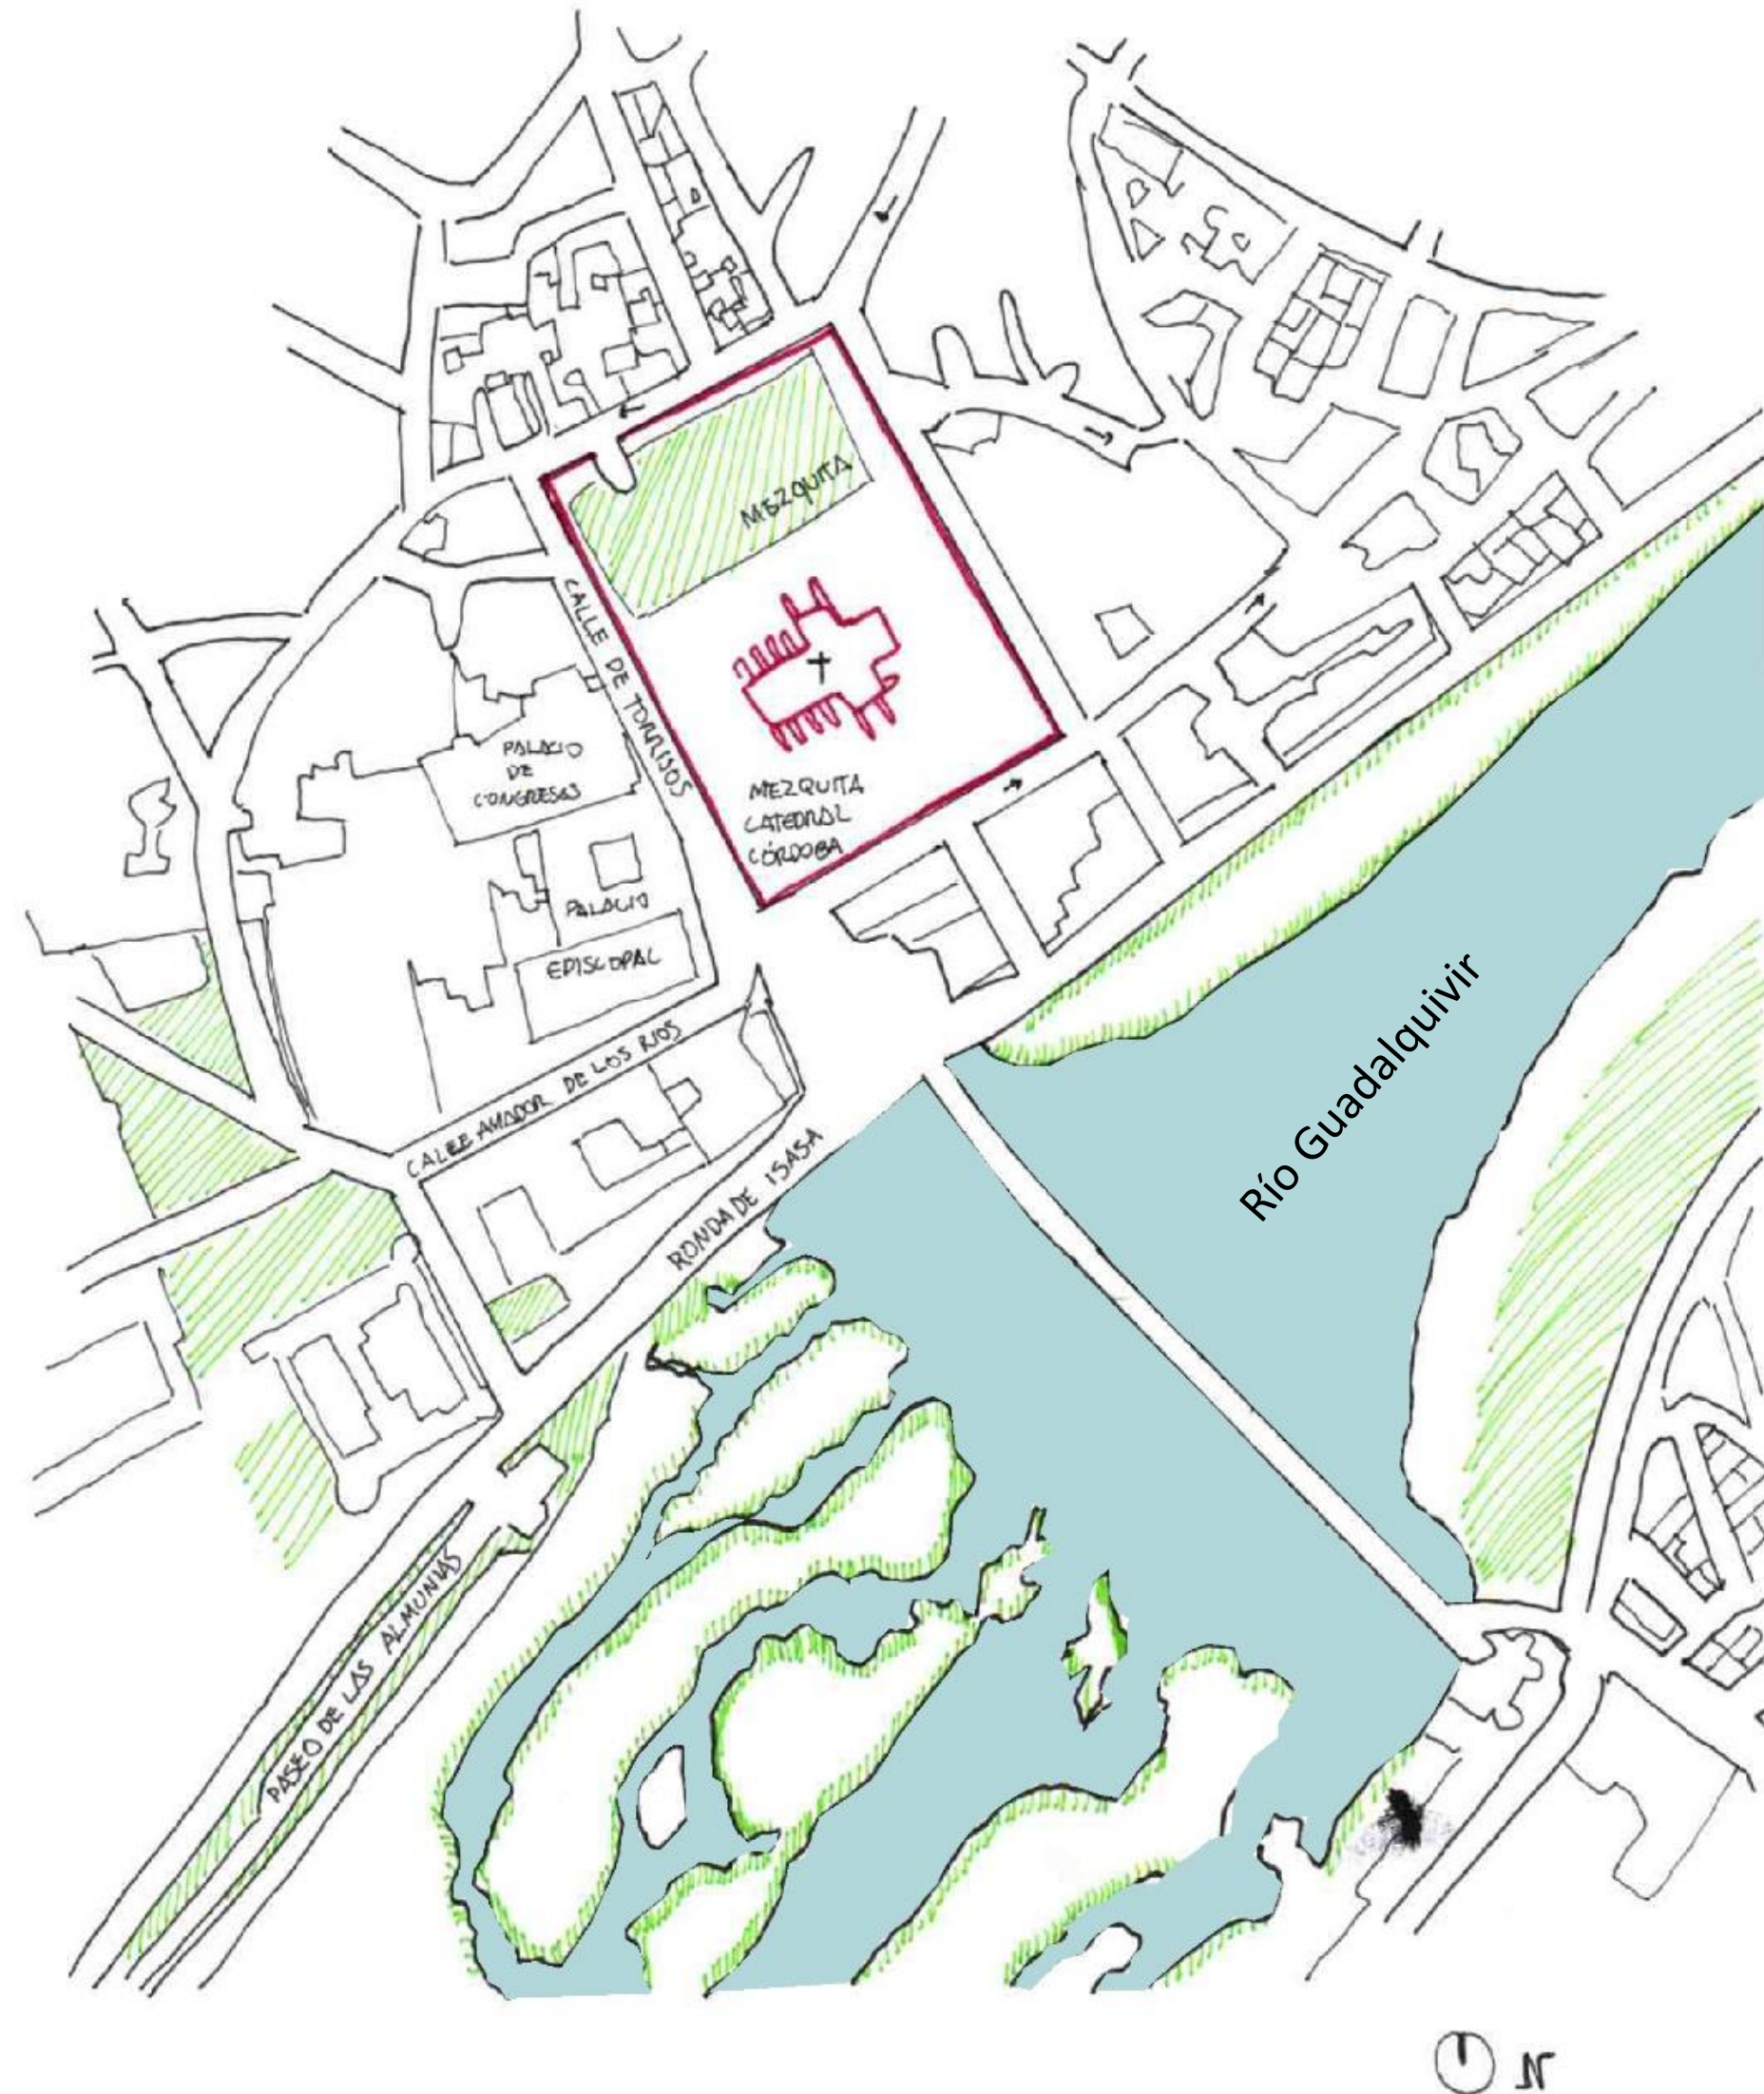 MEZQUITA
CALLE DE TORRIJOS
PALACIO
DE
CONGRESOS
MEZQUITA
CATEDRAL
CÓRDOBA
PALACIO
EPISCOPAL
CALLE AMADOR DE LOS RIOS
RONDA DE ISASA
Río Guadalquivir
PASEO DE LAS ALMUNIAS
N